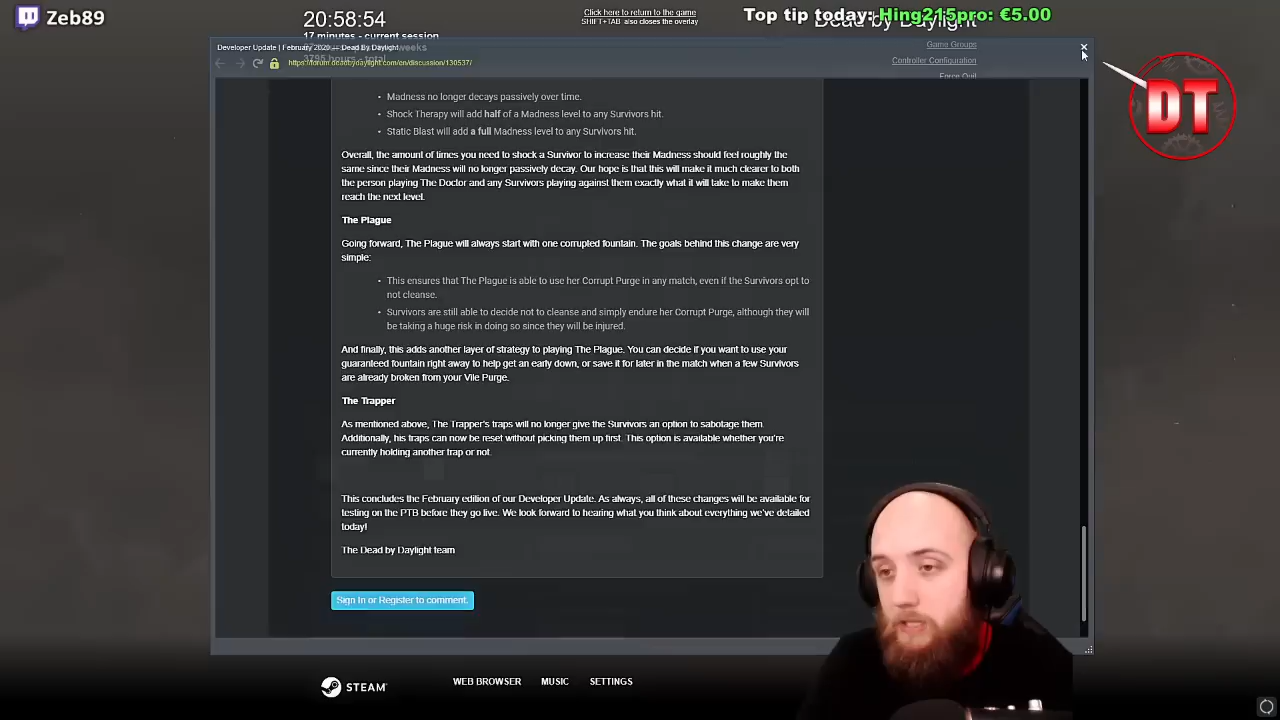 Zeb89
20:58:54
17 minutes - current session
Click here to return to the game
SHIFT+TAB also closes the overlay
Top tip today: Hing215pro: €5.00
Dead by Daylight
Developer Update | February 2020 — Dead By Daylight
weeks
3795 hours - total
Game Groups
Controller Configuration
Force Quit
https://forum.deadbydaylight.com/en/discussion/130537/
DT
Madness no longer decays passively over time.
Shock Therapy will add half of a Madness level to any Survivors hit.
Static Blast will add a full Madness level to any Survivors hit.
Overall, the amount of times you need to shock a Survivor to increase their Madness should feel roughly the
same since their Madness will no longer passively decay. Our hope is that this will make it much clearer to both
the person playing The Doctor and any Survivors playing against them exactly what it will take to make them
reach the next level.
The Plague
Going forward, The Plague will always start with one corrupted fountain. The goals behind this change are very
simple:
This ensures that The Plague is able to use her Corrupt Purge in any match, even if the Survivors opt to
not cleanse.
Survivors are still able to decide not to cleanse and simply endure her Corrupt Purge, although they will
be taking a huge risk in doing so since they will be injured.
And finally, this adds another layer of strategy to playing The Plague. You can decide if you want to use your
guaranteed fountain right away to help get an early down, or save it for later in the match when a few Survivors
are already broken from your Vile Purge.
The Trapper
As mentioned above, The Trapper's traps will no longer give the Survivors an option to sabotage them.
Additionally, his traps can now be reset without picking them up first. This option is available whether you're
currently holding another trap or not.
This concludes the February edition of our Developer Update. As always, all of these changes will be available for
testing on the PTB before they go live. We look forward to hearing what you think about everything we've detailed
today!
The Dead by Daylight team
Sign In or Register to comment.
STEAM
WEB BROWSER
MUSIC
SETTINGS